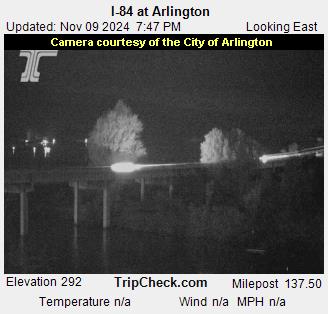 I-84 at Arlington
Updated: Nov 09 2024 7:47 PM Looking East
Camera courtesy of the City of Arlington
Elevation 292 TripCheck.com Milepost 137.50
Temperature n/a Wind n/a MPH n/a